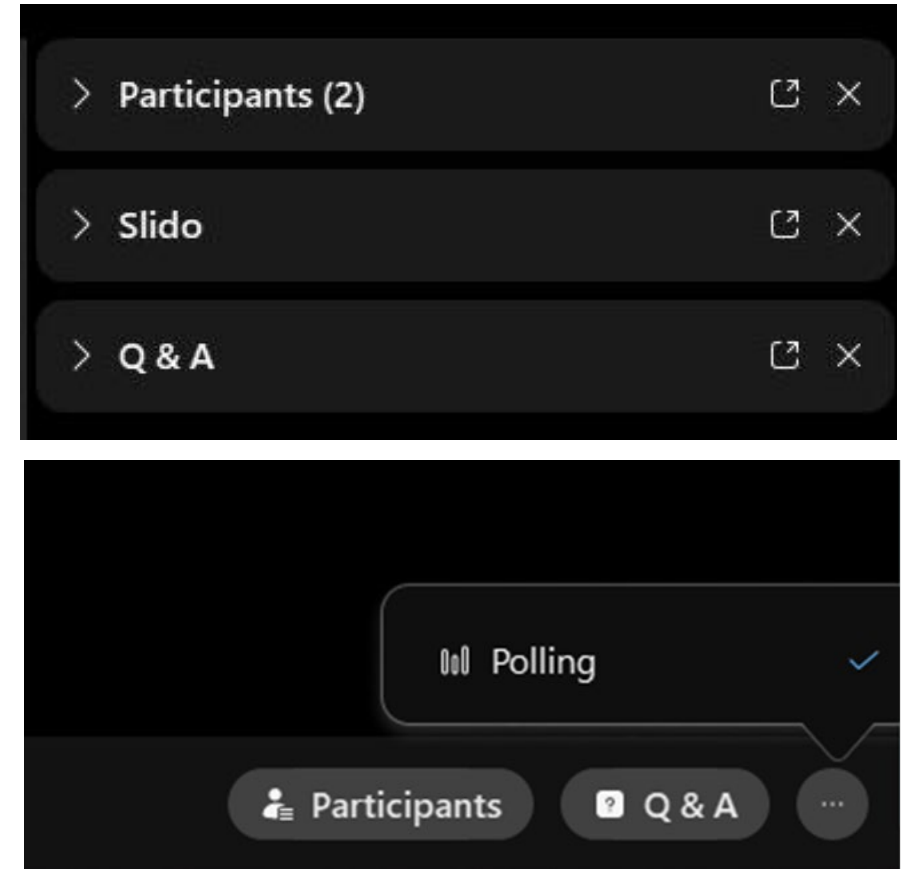 Participants (2)
Slido
Q & A
Polling
Participants
Q & A